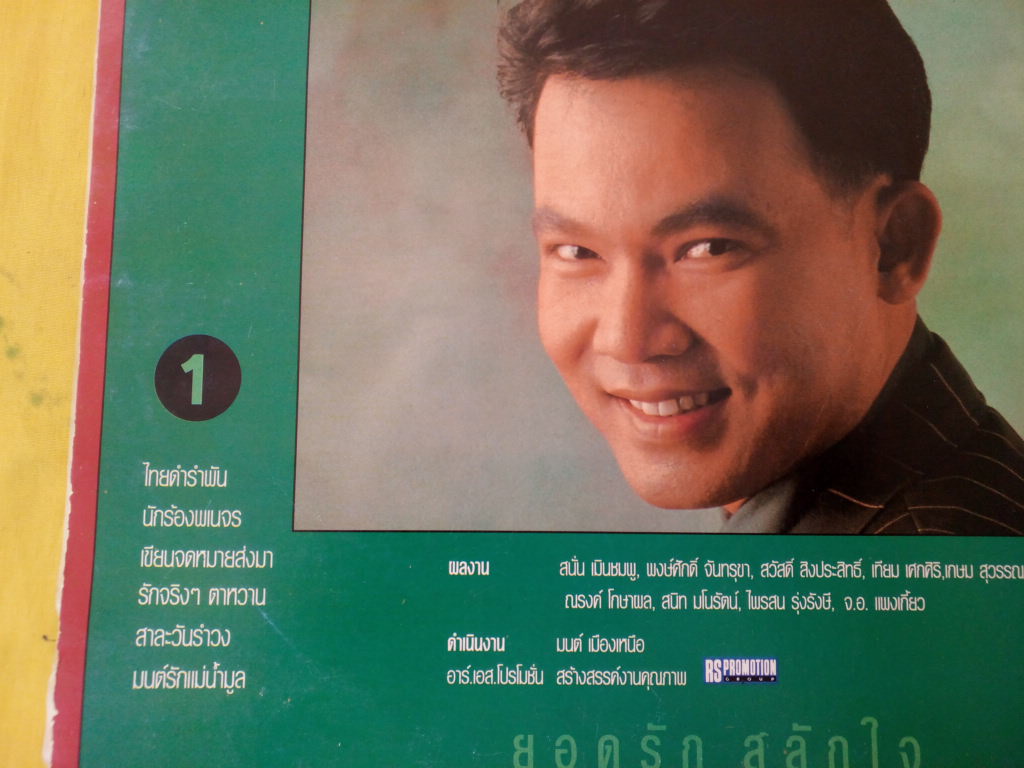 1
ไทยดำรำพัน
นักร้องพเนจร
เขียนจดหมายส่งมา
รักจริงๆ ตาหวาน
สาละวันรำวง
มนต์รักแม่น้ำมูล
ผลงาน สนั่น เมินชมพู, พงษ์ศักดิ์ จันทรุขา, สวัสดิ์ สิงประสิทธิ์, เทียม เศิกศิริ,เกษม สุวรรณ
ณรงค์ โกษาผล, สนิท มโนรัตน์, ไพรสน รุ่งรังษี, จ.อ. แพงเกี้ยว
ดำเนินงาน มนต์ เมืองเหนือ
อาร์.เอส.โปรโมชั่น สร้างสรรค์งานคุณภาพ RS PROMOTION GROUP
ยอดรัก สลักใจ